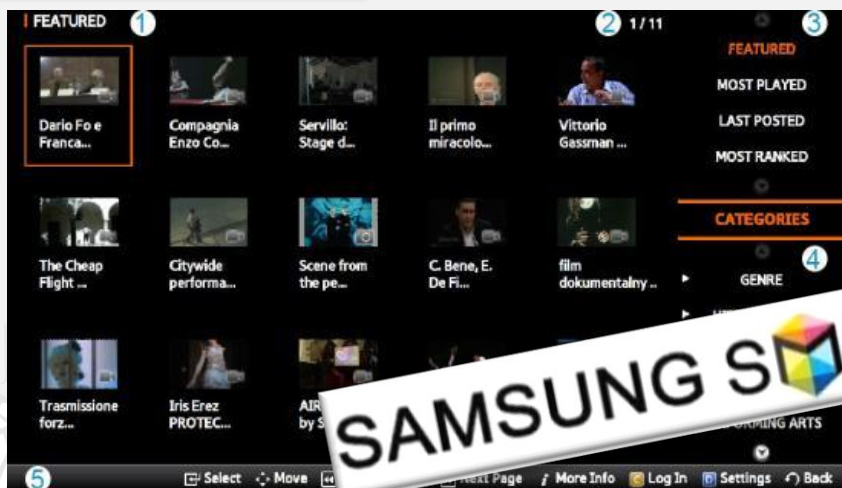 FEATURED
1
2
1/11
3
FEATURED
MOST PLAYED
LAST POSTED
MOST RANKED
CATEGORIES
4
GENRE
Dario Fo e
Franca...
Compagnia
Enzo Co...
Servillo:
Stage d...
Il primo
miracolo...
Vittorio
Gassman ...
The Cheap
Flight ...
Citywide
performa...
Scene from
the pe...
C. Bene, E.
De Fi...
film
dokumentalny ..
Trasmissione
forz...
Iris Erez
PROTEC...
AIR
by S
SAMSUNG S
ARTS
5
Select
Move
Next Page
i More Info
C Log In
D Settings
Back